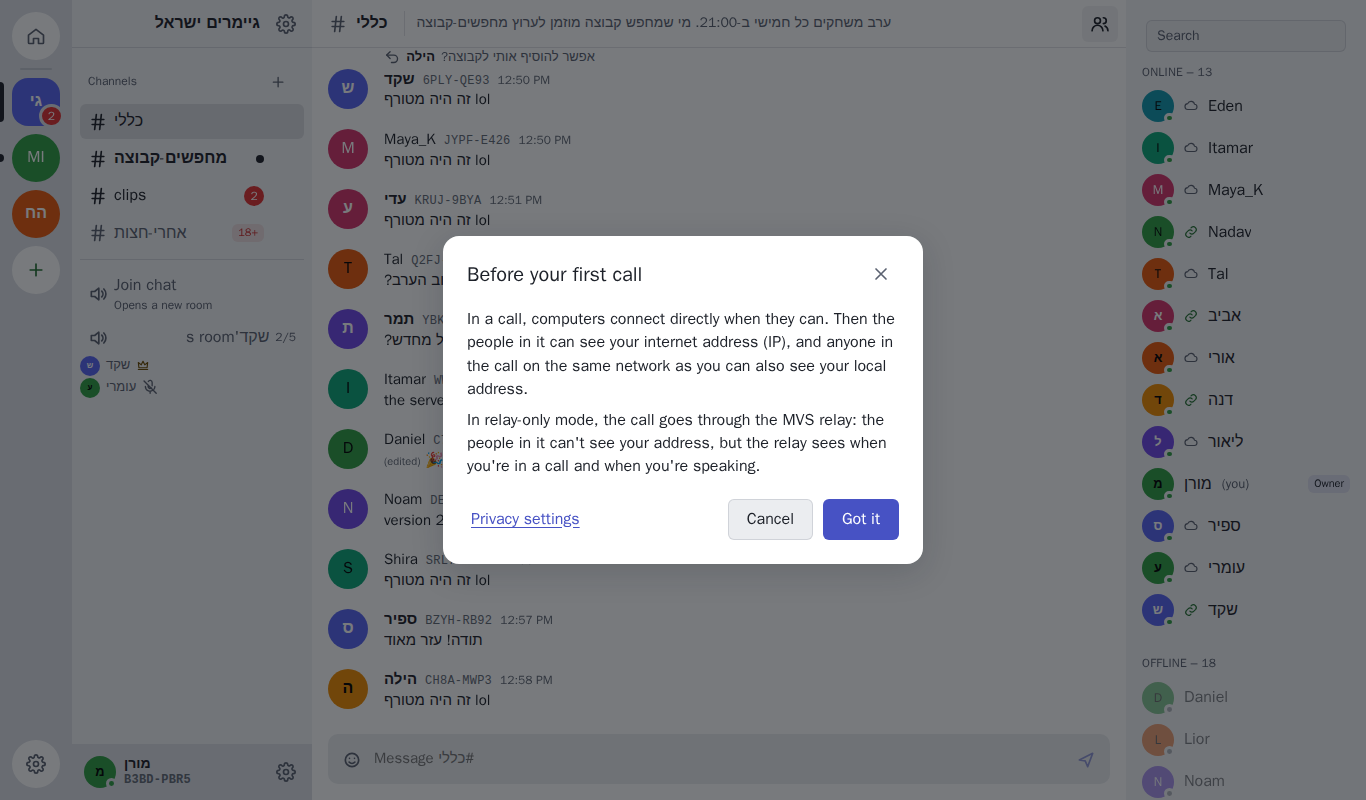 גי
2
MI
הח
גיימרים ישראל
Channels
כללי
מחפשים-קבוצה
clips
2
אחרי-חצות
18+
Join chat
Opens a new room
שקד's room
2/5
ש
שקד
ע
עומרי
מ
מורן
B3BD-PBR5
כללי
ערב משחקים כל חמישי ב-21:00. מי שמחפש קבוצה מוזמן לערוץ מחפשים-קבוצה
הילה אפשר להוסיף אותי לקבוצה?
ש
שקד 6PLY-QE93 12:50 PM
זה היה מטורף lol
M
Maya_K JYPF-E426 12:50 PM
זה היה מטורף lol
ע
עדי KRUJ-9BYA 12:51 PM
זה היה מטורף lol
T
Tal Q2FJ
הערב?
ת
תמר YBK
מחדש?
I
Itamar
the serve
D
Daniel
(edited) 🎉
N
Noam
version 2
S
Shira
זה היה מטורף lol
ס
ספיר BZYH-RB92 12:57 PM
תודה! עזר מאוד
ה
הילה CH8A-MWP3 12:58 PM
זה היה מטורף lol
Message #כללי
Before your first call
In a call, computers connect directly when they can. Then the
people in it can see your internet address (IP), and anyone in
the call on the same network as you can also see your local
address.
In relay-only mode, the call goes through the MVS relay: the
people in it can't see your address, but the relay sees when
you're in a call and when you're speaking.
Privacy settings
Cancel
Got it
Search
ONLINE – 13
E
Eden
I
Itamar
M
Maya_K
N
Nadav
T
Tal
א
אביב
א
אורי
ד
דנה
ל
ליאור
מ
מורן (you)
Owner
ס
ספיר
ע
עומרי
ש
שקד
OFFLINE – 18
D
Daniel
L
Lior
N
Noam